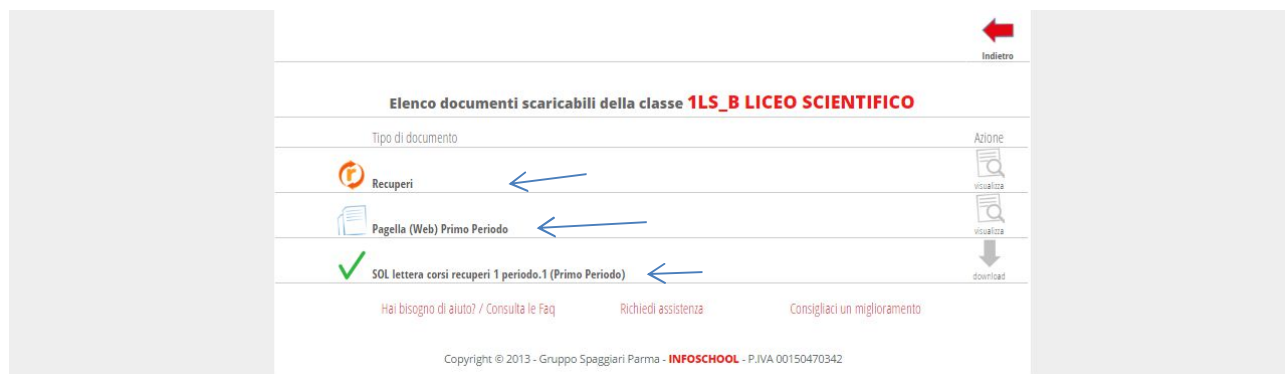 Indietro
Elenco documenti scaricabili della classe 1LS_B LICEO SCIENTIFICO
Tipo di documento Azione
Recuperi visualizza
Pagella (Web) Primo Periodo visualizza
SOL lettera corsi recuperi 1 periodo.1 (Primo Periodo) download
Hai bisogno di aiuto? / Consulta le Faq Richiedi assistenza Consigliaci un miglioramento
Copyright © 2013 - Gruppo Spaggiari Parma - INFOSCHOOL - P.IVA 00150470342